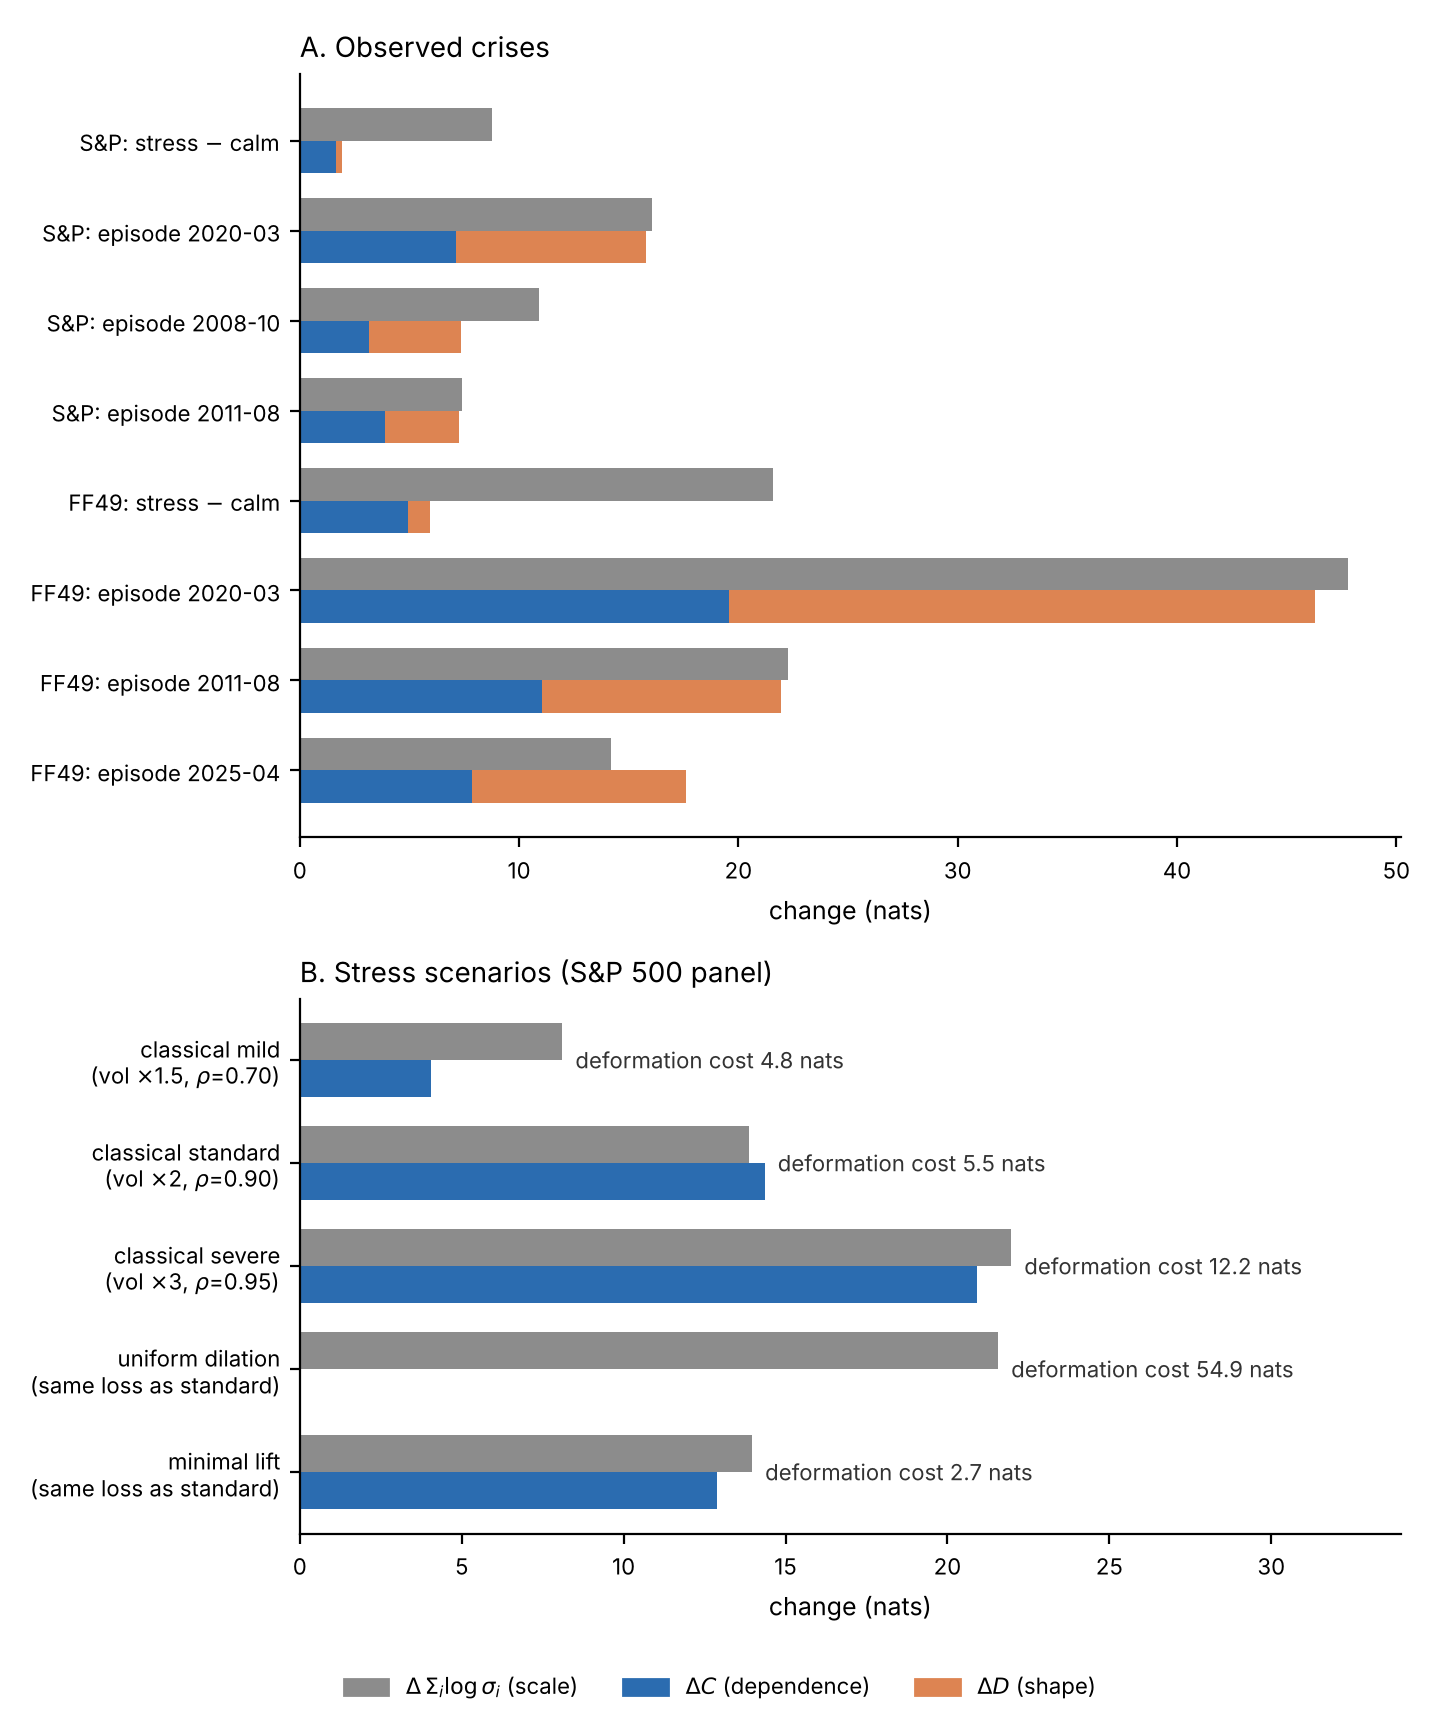 A. Observed crises
S&P: stress − calm
S&P: episode 2020-03
S&P: episode 2008-10
S&P: episode 2011-08
FF49: stress − calm
FF49: episode 2020-03
FF49: episode 2011-08
FF49: episode 2025-04
0 10 20 30 40 50
change (nats)
B. Stress scenarios (S&P 500 panel)
classical mild
(vol ×1.5, ρ=0.70)
deformation cost 4.8 nats
classical standard
(vol ×2, ρ=0.90)
deformation cost 5.5 nats
classical severe
(vol ×3, ρ=0.95)
deformation cost 12.2 nats
uniform dilation
(same loss as standard)
deformation cost 54.9 nats
minimal lift
(same loss as standard)
deformation cost 2.7 nats
0 5 10 15 20 25 30
change (nats)
Δ Σᵢ log σᵢ (scale) ΔC (dependence) ΔD (shape)